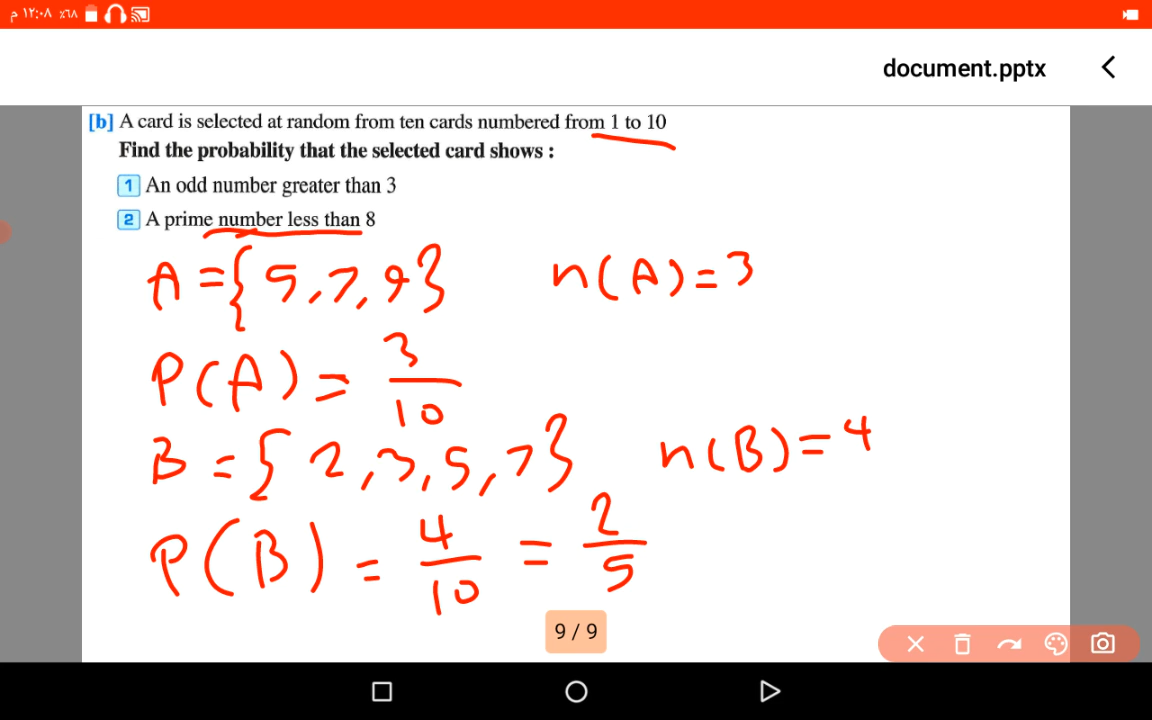 م ١٢:٠٨ ٪٦٨
document.pptx
[b] A card is selected at random from ten cards numbered from 1 to 10
Find the probability that the selected card shows :
1 An odd number greater than 3
2 A prime number less than 8
A = {5,7,9} n(A) = 3
P(A) = 3/10
B = {2,3,5,7} n(B) = 4
P(B) = 4/10 = 2/5
9 / 9